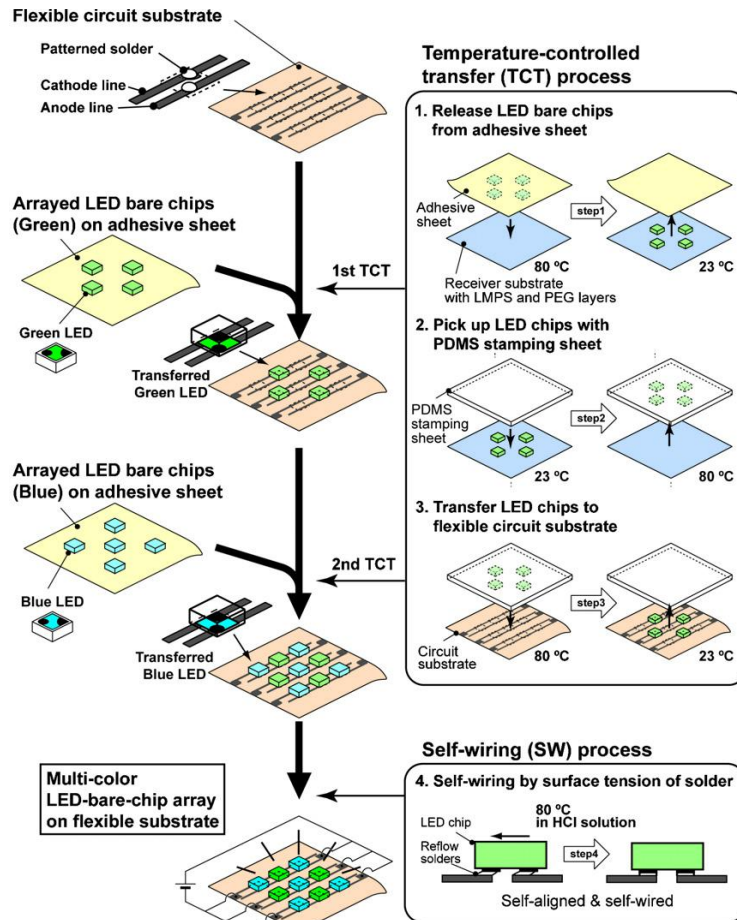 Flexible circuit substrate
Patterned solder
Cathode line
Anode line
Arrayed LED bare chips
(Green) on adhesive sheet
Green LED
Transferred
Green LED
1st TCT
Arrayed LED bare chips
(Blue) on adhesive sheet
Blue LED
Transferred
Blue LED
2nd TCT
Multi-color
LED-bare-chip array
on flexible substrate
Temperature-controlled
transfer (TCT) process
1. Release LED bare chips
from adhesive sheet
Adhesive
sheet
step1
Receiver substrate
with LMPS and PEG layers
80 ºC
23 ºC
2. Pick up LED chips with
PDMS stamping sheet
PDMS
stamping
sheet
step2
23 ºC
80 ºC
3. Transfer LED chips to
flexible circuit substrate
step3
Circuit
substrate
80 ºC
23 ºC
Self-wiring (SW) process
4. Self-wiring by surface tension of solder
80 ºC
in HCl solution
LED chip
Reflow
solders
step4
Self-aligned & self-wired